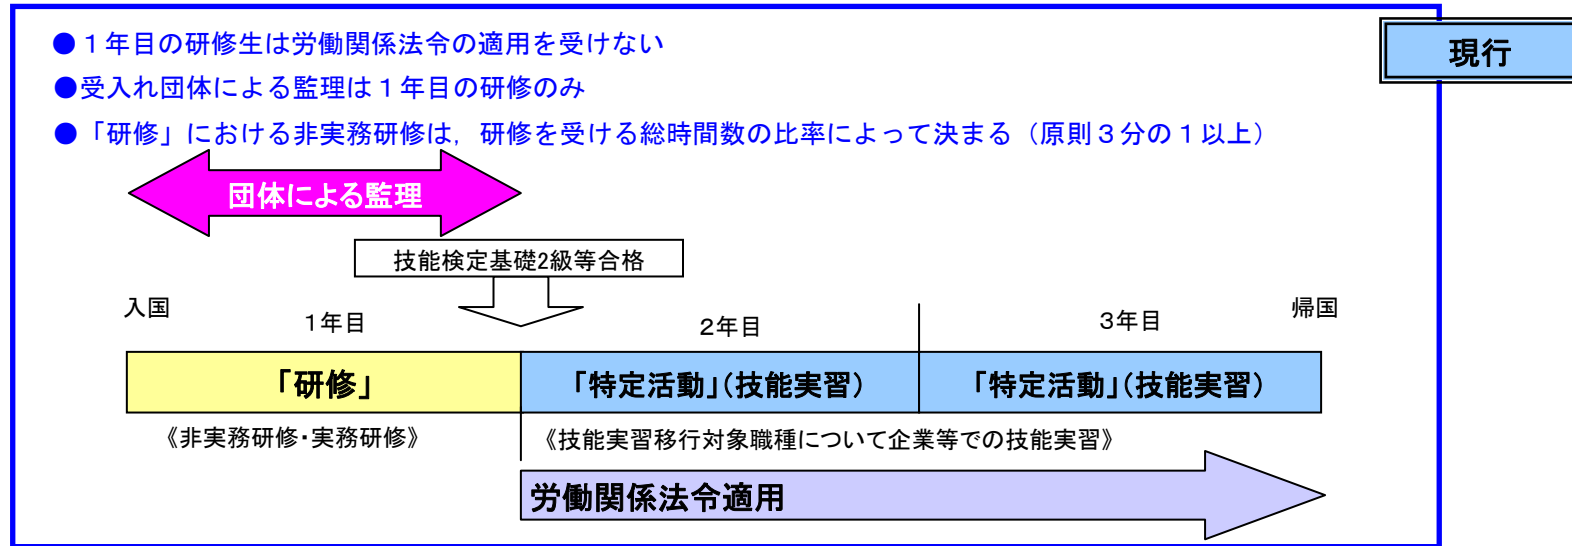 ●１年目の研修生は労働関係法令の適用を受けない
現行
●受入れ団体による監理は１年目の研修のみ
●「研修」における非実務研修は，研修を受ける総時間数の比率によって決まる（原則３分の１以上）
団体による監理
技能検定基礎2級等合格
入国
1年目
2年目
3年目
帰国
「研修」
「特定活動」(技能実習)
「特定活動」(技能実習)
《非実務研修・実務研修》
《技能実習移行対象職種について企業等での技能実習》
労働関係法令適用